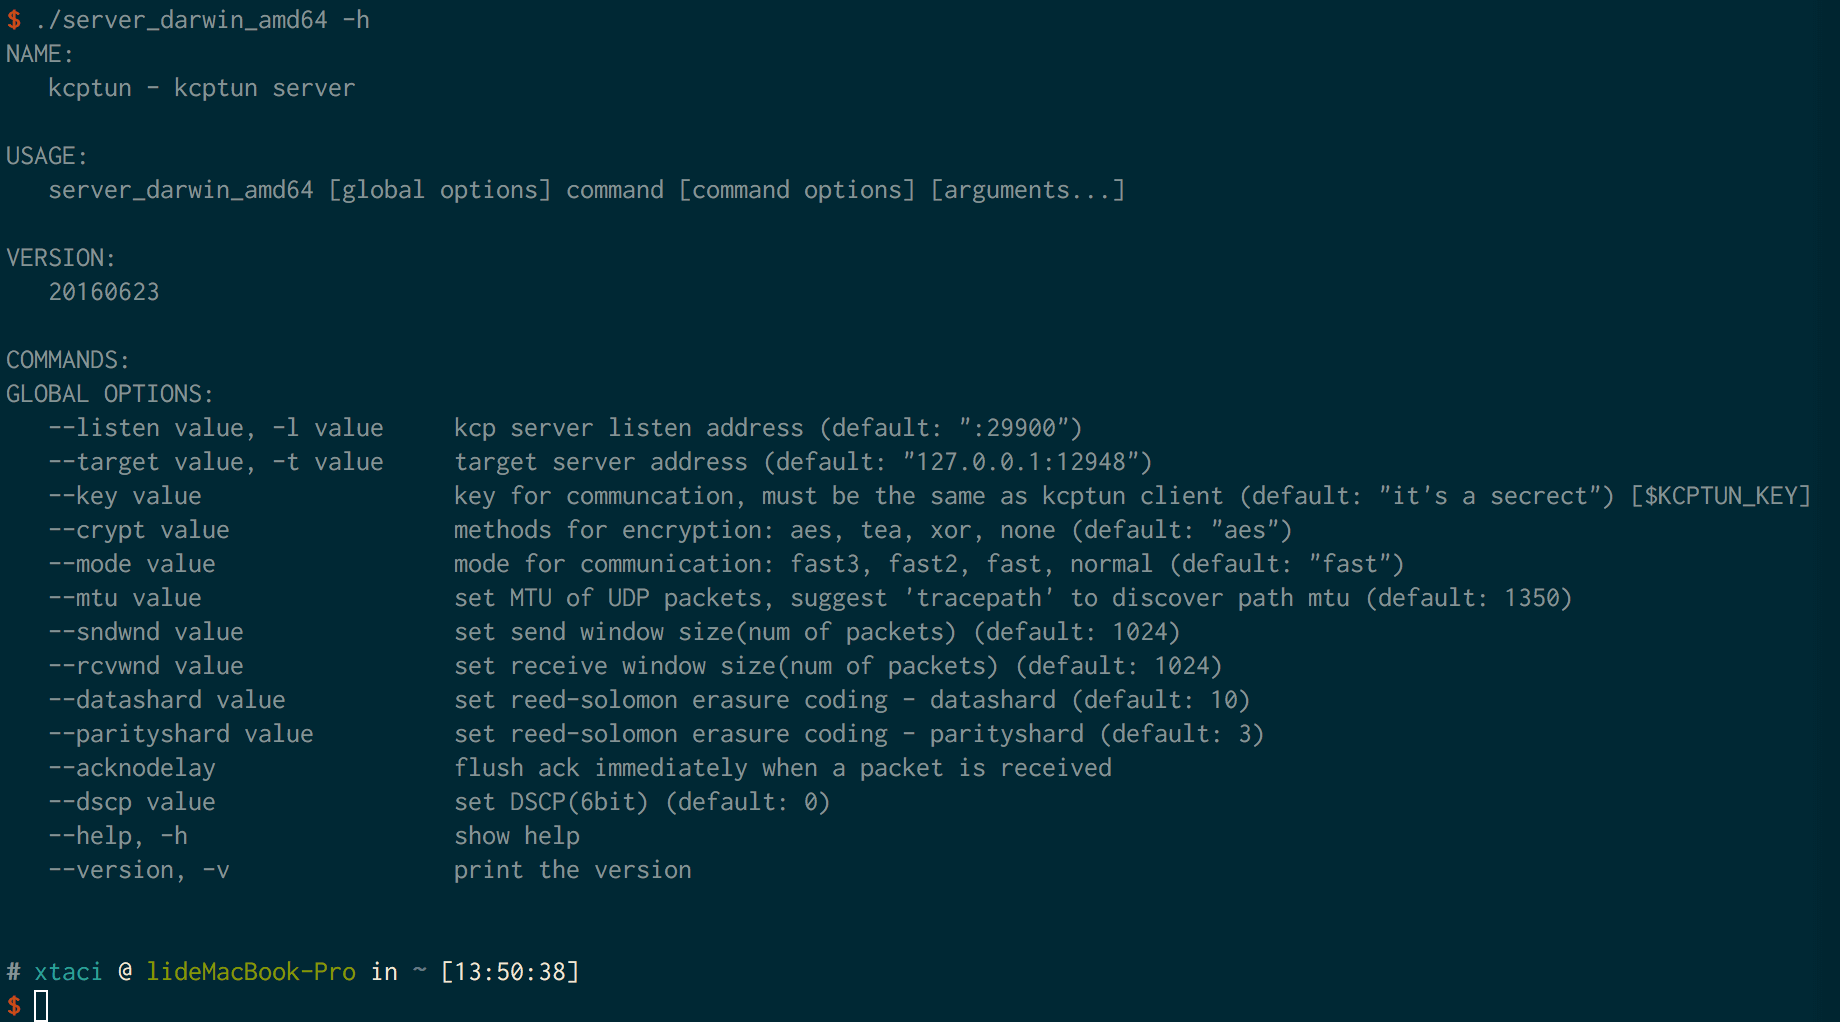 $ ./server_darwin_amd64 -h
NAME:
   kcptun - kcptun server

USAGE:
   server_darwin_amd64 [global options] command [command options] [arguments...]

VERSION:
   20160623

COMMANDS:
GLOBAL OPTIONS:
   --listen value, -l value     kcp server listen address (default: ":29900")
   --target value, -t value     target server address (default: "127.0.0.1:12948")
   --key value                  key for communcation, must be the same as kcptun client (default: "it's a secrect") [$KCPTUN_KEY]
   --crypt value                methods for encryption: aes, tea, xor, none (default: "aes")
   --mode value                 mode for communication: fast3, fast2, fast, normal (default: "fast")
   --mtu value                  set MTU of UDP packets, suggest 'tracepath' to discover path mtu (default: 1350)
   --sndwnd value               set send window size(num of packets) (default: 1024)
   --rcvwnd value               set receive window size(num of packets) (default: 1024)
   --datashard value            set reed-solomon erasure coding - datashard (default: 10)
   --parityshard value          set reed-solomon erasure coding - parityshard (default: 3)
   --acknodelay                 flush ack immediately when a packet is received
   --dscp value                 set DSCP(6bit) (default: 0)
   --help, -h                   show help
   --version, -v                print the version

# xtaci @ lideMacBook-Pro in ~ [13:50:38]
$